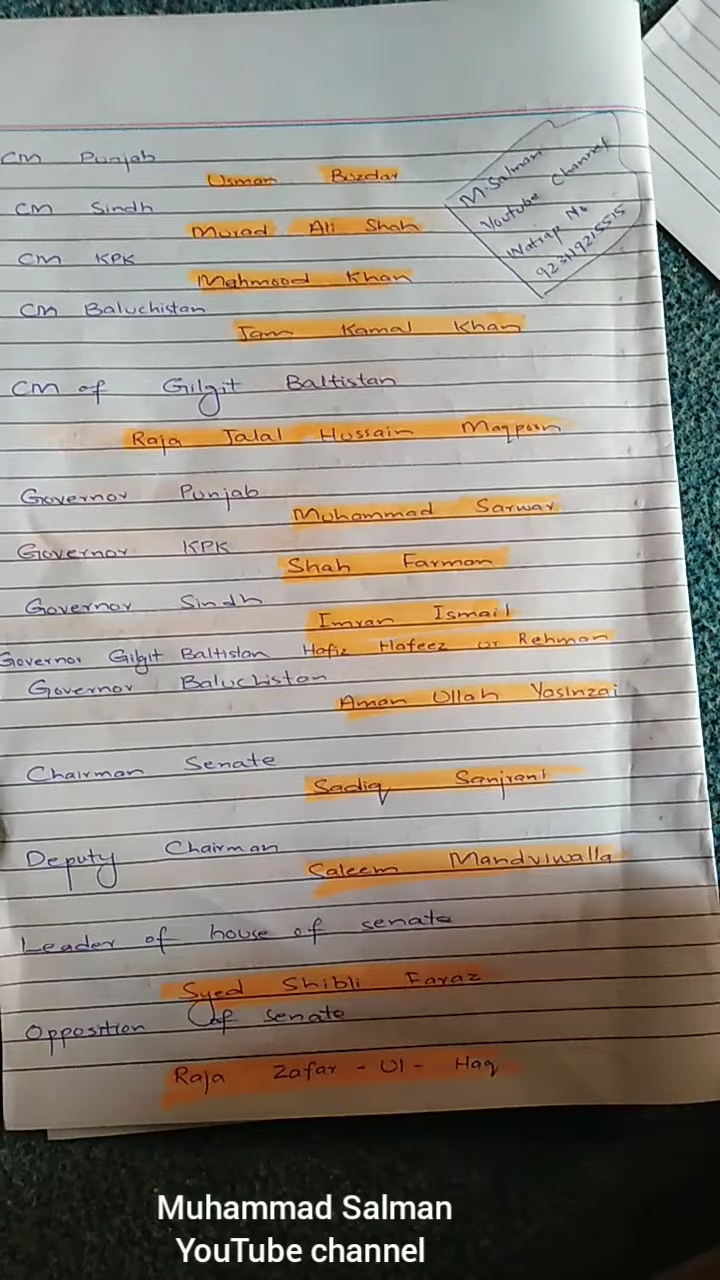 CM Punjab
Usman Buzdar
CM Sindh
Murad Ali Shah
CM KPK
Mehmood Khan
CM Baluchistan
Jam Kamal Khan
CM of Gilgit Baltistan
Raja Jalal Hussain Maqpoon
Governor Punjab
Muhammad Sarwar
Governor KPK
Shah Farman
Governor Sindh
Imran Ismail
Governor Gilgit Baltistan Hafiz Hafeez ur Rehman
Governor Baluchistan
Aman Ullah Yasinzai
Chairman Senate
Sadiq Sanjrani
Deputy Chairman
Saleem Mandviwalla
Leader of house of senate
Syed Shibli Faraz
Opposition of senate
Raja Zafar-Ul-Haq
M.Salman
Youtube Channel
No
Muhammad Salman
YouTube channel